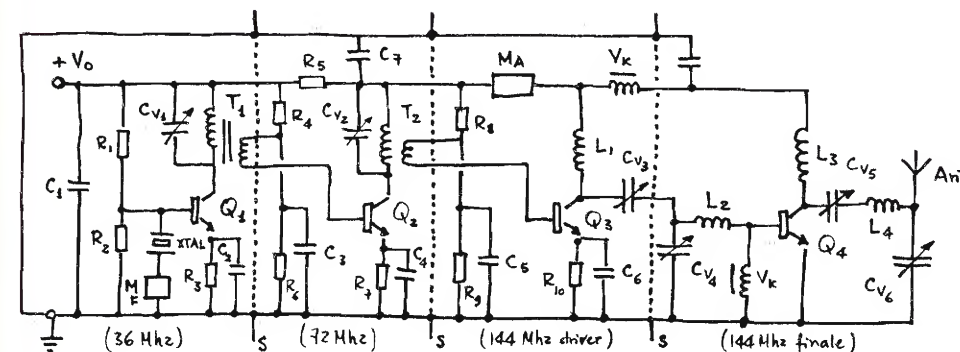 + Vo
R5
C7
MA
VK
CV1
T1
R4
CV2
T2
R8
L1
CV3
L3
CV5
Ant
R1
C1
R2
XTAL
MF
Q1
C2
R3
R6
C3
Q2
C4
R7
R9
C5
Q3
R10
C6
L2
CV4
VK
Q4
L4
CV6
(36 Mhz)
S
(72 Mhz)
S
(144 Mhz driver)
S
(144 Mhz finale)